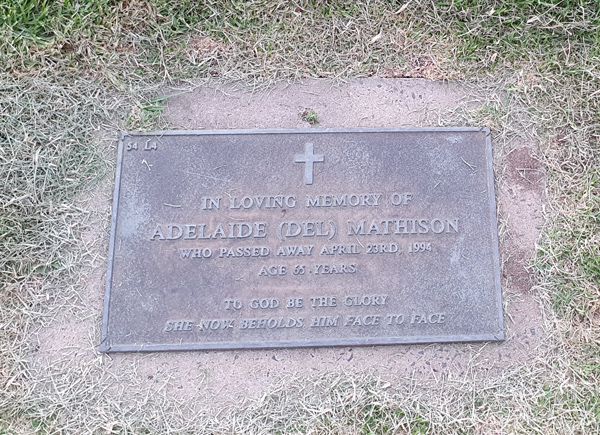 54 L4
IN LOVING MEMORY OF
ADELAIDE (DEL) MATHISON
WHO PASSED AWAY APRIL 23RD, 1994
AGE 65 YEARS
TO GOD BE THE GLORY
SHE NOW BEHOLDS HIM FACE TO FACE